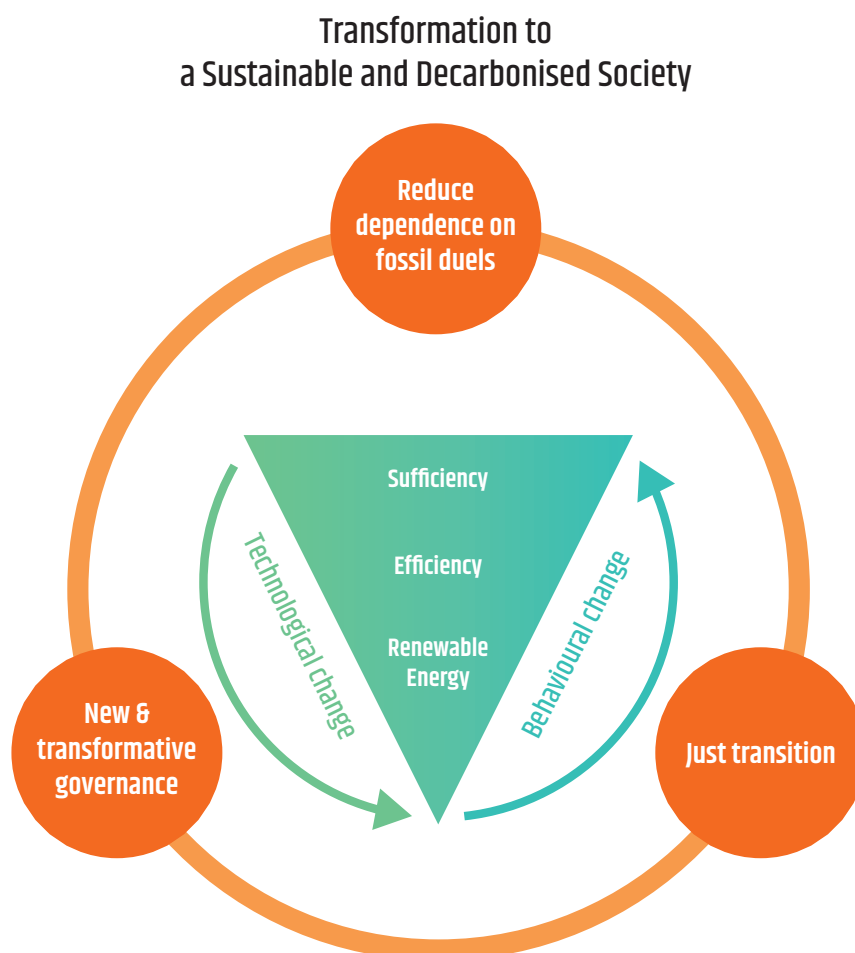 Transformation to
a Sustainable and Decarbonised Society
Reduce
dependence on
fossil duels
Sufficiency
Efficiency
Renewable
Energy
Technological change
Behavioural change
New &
transformative
governance
Just transition